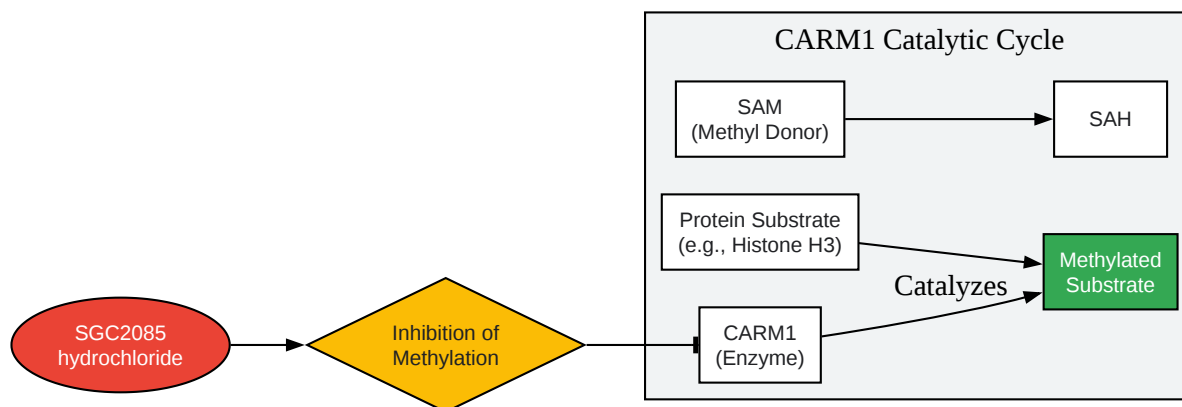 CARM1 Catalytic Cycle
SAM
(Methyl Donor)
SAH
Protein Substrate
(e.g., Histone H3)
Methylated
Substrate
Catalyzes
SGC2085
hydrochloride
Inhibition of
Methylation
CARM1
(Enzyme)